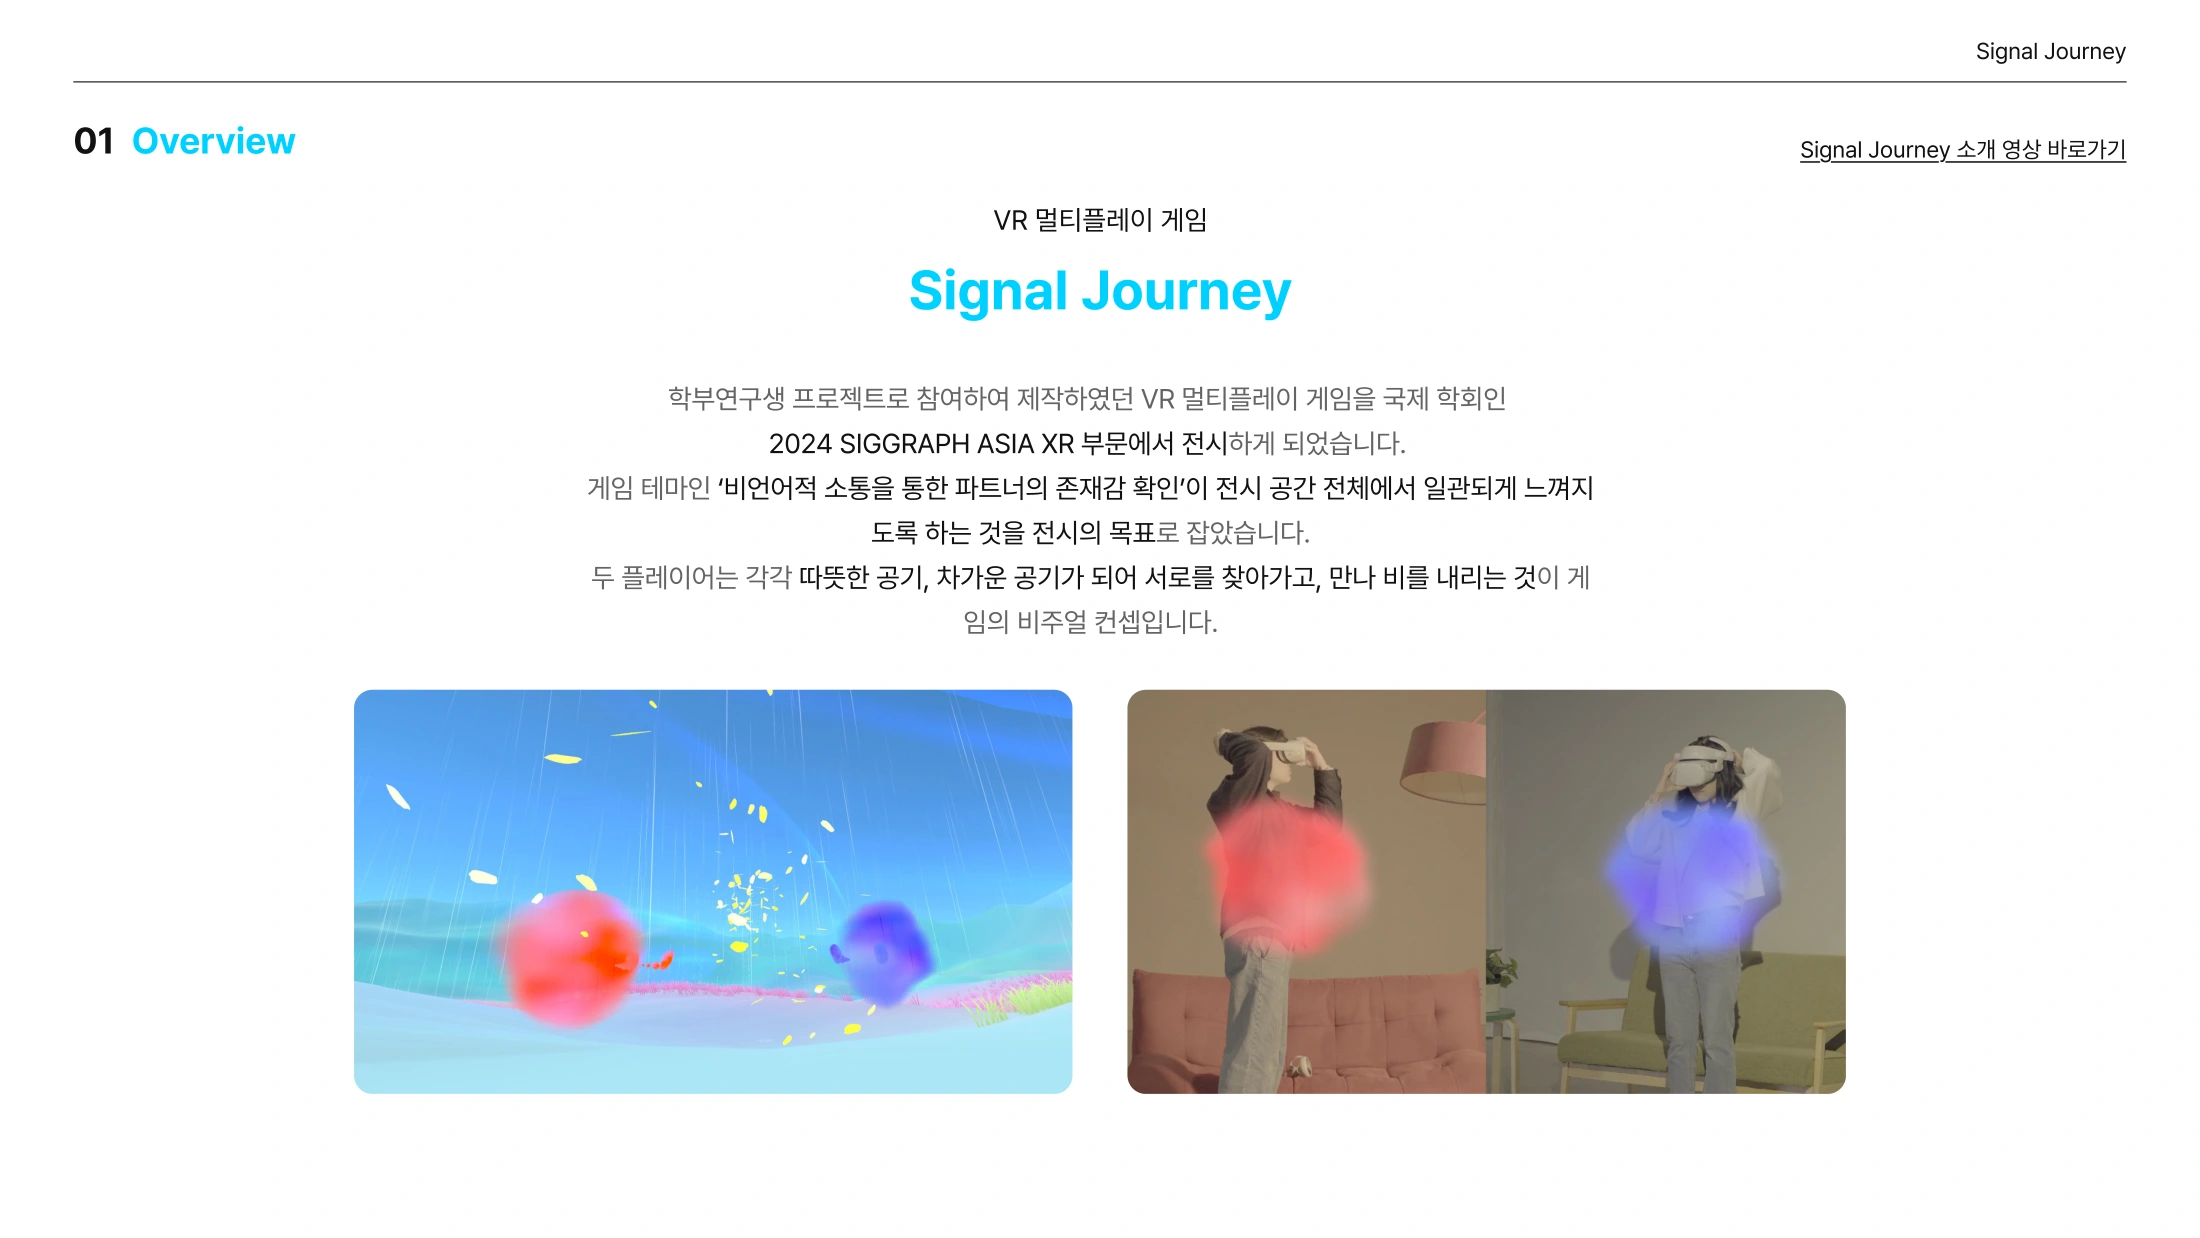 Signal Journey
01 Overview
Signal Journey 소개 영상 바로가기
VR 멀티플레이 게임
Signal Journey
학부연구생 프로젝트로 참여하여 제작하였던 VR 멀티플레이 게임을 국제 학회인
2024 SIGGRAPH ASIA XR 부문에서 전시하게 되었습니다.
게임 테마인 ‘비언어적 소통을 통한 파트너의 존재감 확인’이 전시 공간 전체에서 일관되게 느껴지
도록 하는 것을 전시의 목표로 잡았습니다.
두 플레이어는 각각 따뜻한 공기, 차가운 공기가 되어 서로를 찾아가고, 만나 비를 내리는 것이 게
임의 비주얼 컨셉입니다.